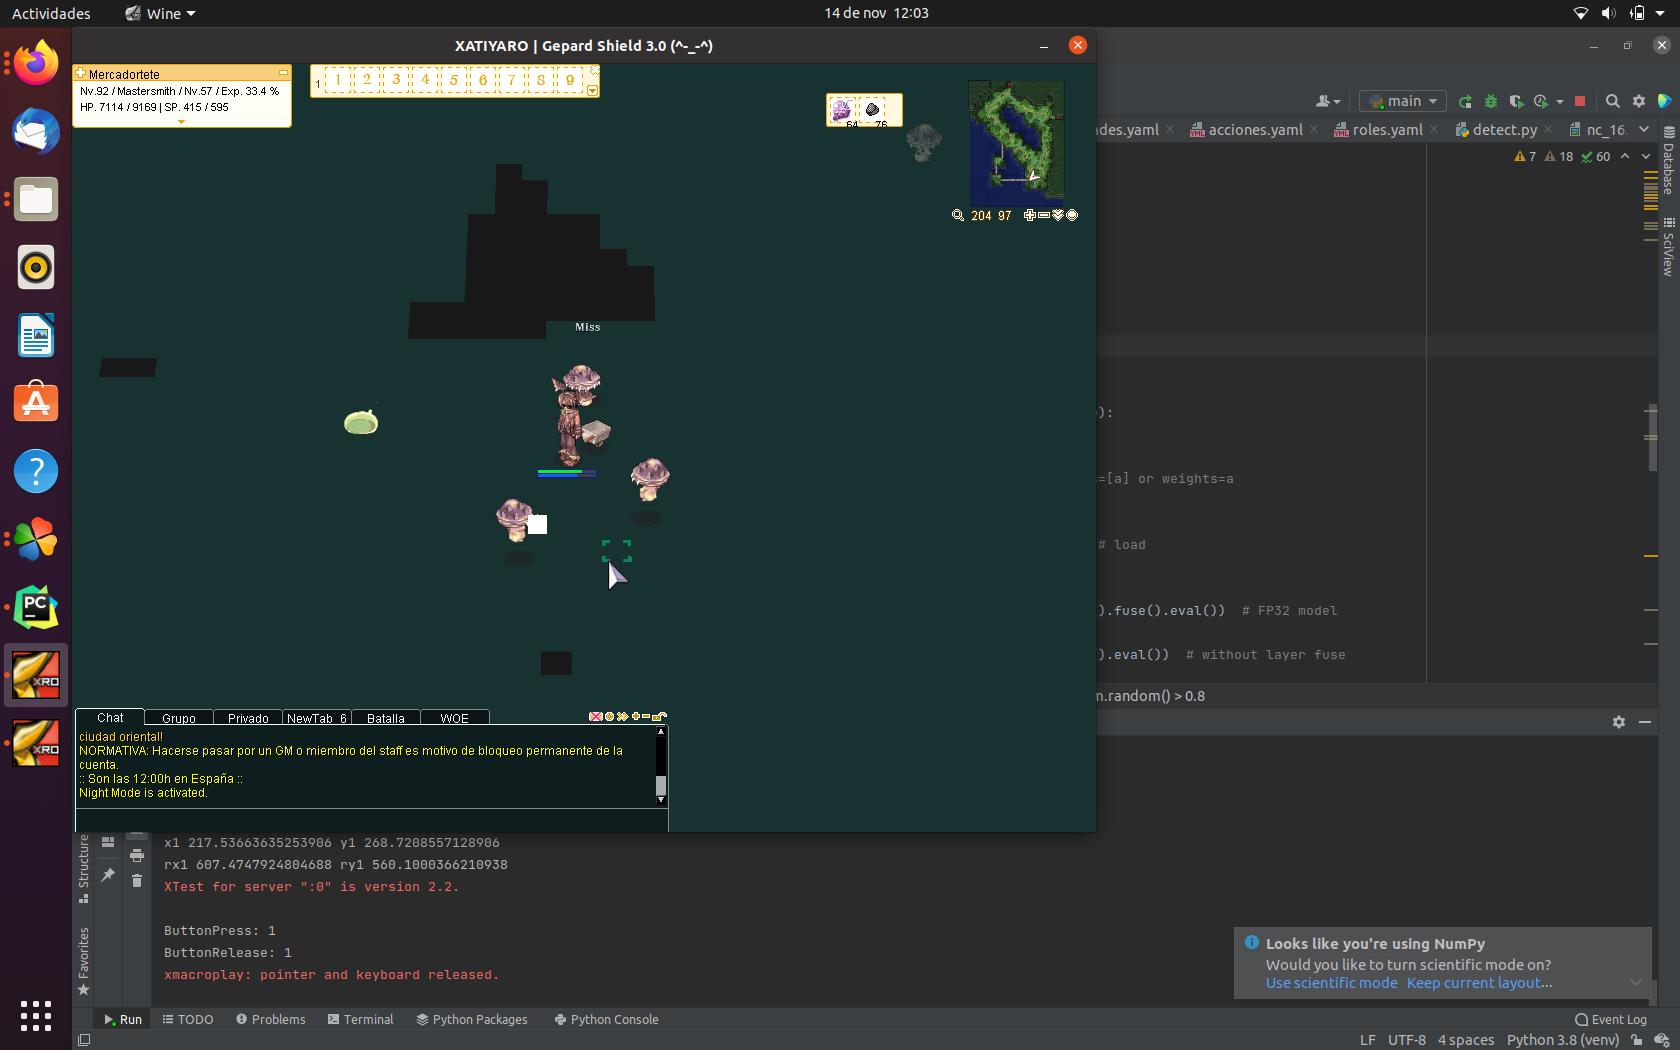 Actividades
Wine
14 de nov 12:03
XATIYARO | Gepard Shield 3.0 (^-_-^)
Mercadortete
Nv.92 / Mastersmith / Nv.57 / Exp. 33.4 %
HP. 7114 / 9169 | SP. 415 / 595
1 1 2 3 4 5 6 7 8 9
64 76
204 97
main
des.yaml
acciones.yaml
roles.yaml
detect.py
nc_16.
7 18 60
Database
SciView
Miss
):
=[a] or weights=a
# load
).fuse().eval()) # FP32 model
).eval()) # without layer fuse
m.random() > 0.8
Chat Grupo Privado NewTab_6 Batalla WOE
ciudad oriental!
NORMATIVA: Hacerse pasar por un GM o miembro del staff es motivo de bloqueo permanente de la
cuenta.
:: Son las 12:00h en España ::
Night Mode is activated.
XRO
XRO
PC
Structure
Favorites
x1 217.53663635253906 y1 268.7208557128906
rx1 607.4747924804688 ry1 560.1000366210938
XTest for server ":0" is version 2.2.
ButtonPress: 1
ButtonRelease: 1
xmacroplay: pointer and keyboard released.
Looks like you're using NumPy
Would you like to turn scientific mode on?
Use scientific mode Keep current layout...
Run TODO Problems Terminal Python Packages Python Console
Event Log
LF UTF-8 4 spaces Python 3.8 (venv)